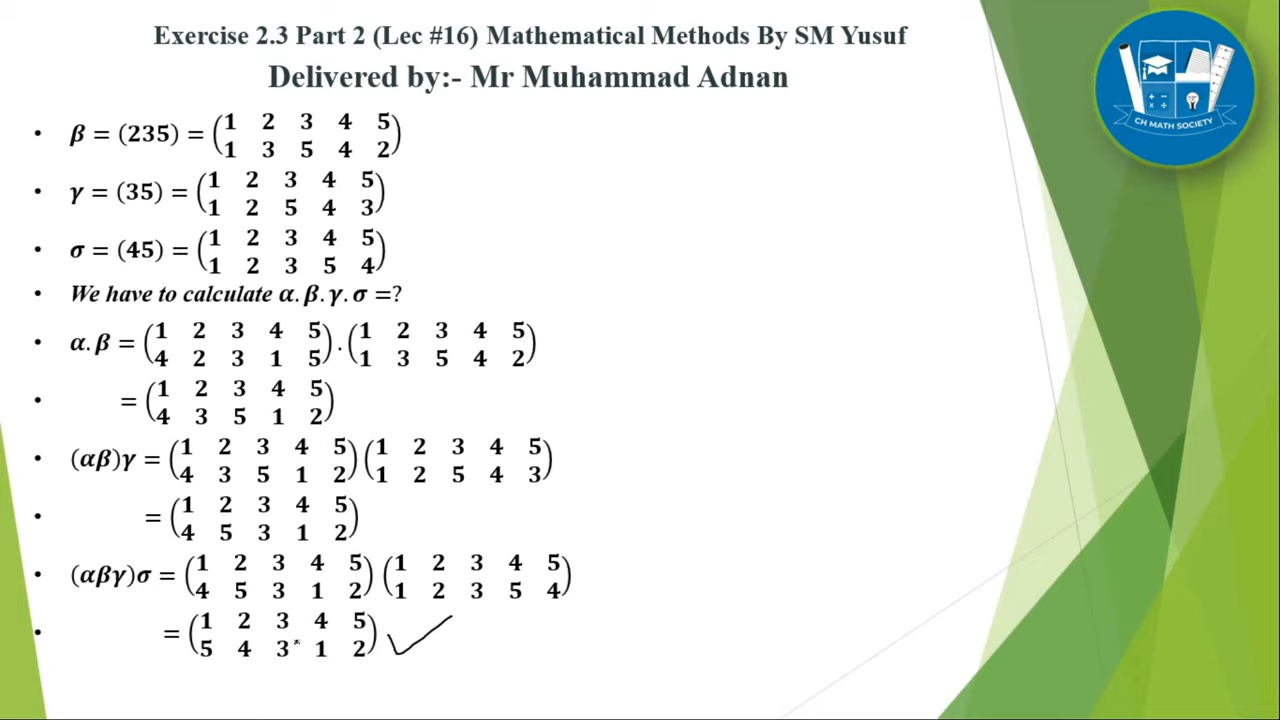 Exercise 2.3 Part 2 (Lec #16) Mathematical Methods By SM Yusuf
Delivered by:- Mr Muhammad Adnan
CH MATH SOCIETY
• β = (235) = (1 2 3 4 5
1 3 5 4 2)
• γ = (35) = (1 2 3 4 5
1 2 5 4 3)
• σ = (45) = (1 2 3 4 5
1 2 3 5 4)
• We have to calculate α. β. γ. σ =?
• α. β = (1 2 3 4 5
4 2 3 1 5) . (1 2 3 4 5
1 3 5 4 2)
• = (1 2 3 4 5
4 3 5 1 2)
• (αβ)γ = (1 2 3 4 5
4 3 5 1 2) (1 2 3 4 5
1 2 5 4 3)
• = (1 2 3 4 5
4 5 3 1 2)
• (αβγ)σ = (1 2 3 4 5
4 5 3 1 2) (1 2 3 4 5
1 2 3 5 4)
• = (1 2 3 4 5
5 4 3 1 2)